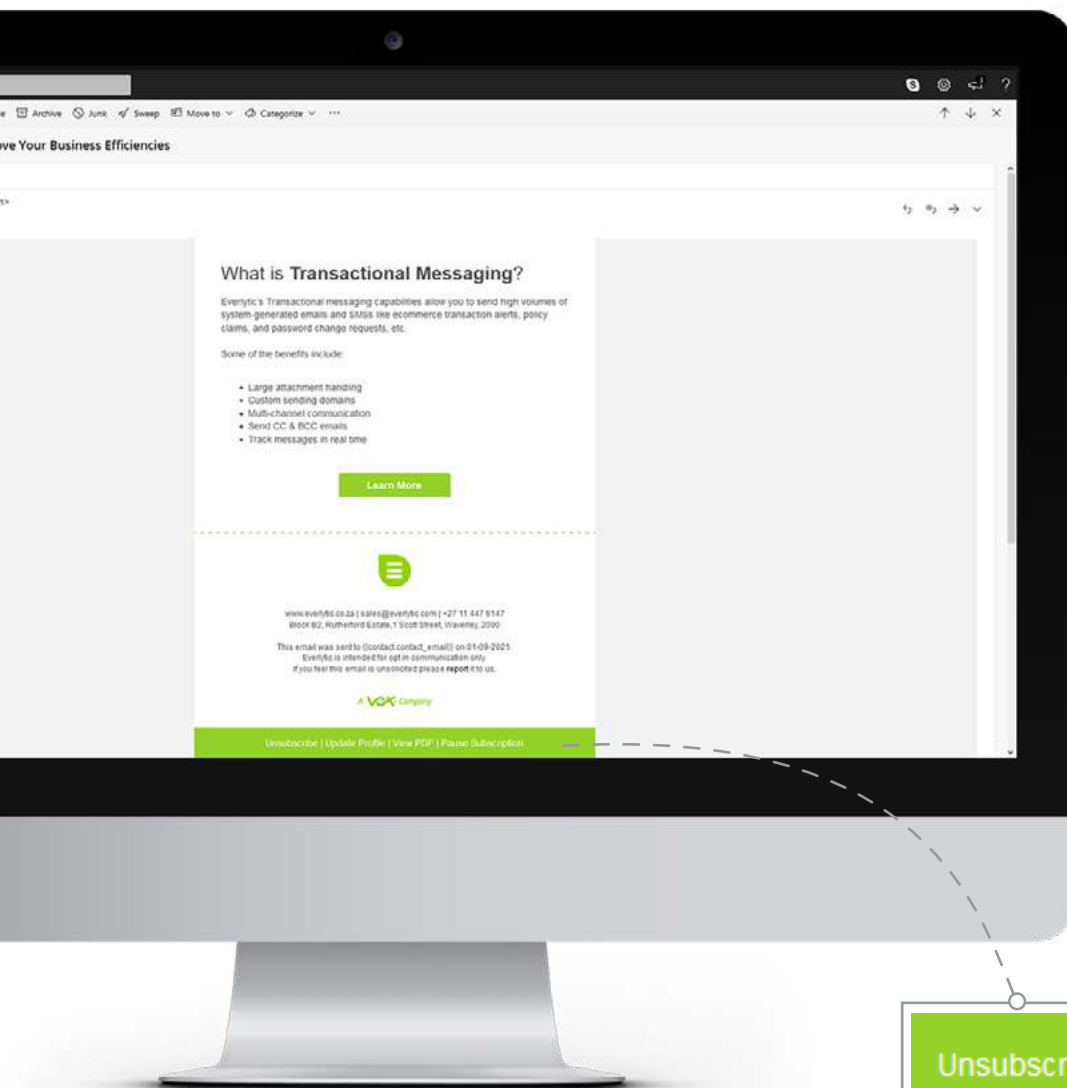 Archive Junk Sweep Move to Categorize ...
ove Your Business Efficiencies
What is Transactional Messaging?
Everlytic's Transactional messaging capabilities allow you to send high volumes of
system-generated emails and SMSs like ecommerce transaction alerts, policy
claims, and password change requests, etc.
Some of the benefits include:
• Large attachment handling
• Custom sending domains
• Multi-channel communication
• Send CC & BCC emails
• Track messages in real time
Learn More
www.everlytic.co.za | sales@everlytic.com | +27 11 447 6147
Block B2, Rutherford Estate, 1 Scott Street, Waverley, 2090
This email was sent to {{contact.contact_email}} on 01-09-2021.
Everlytic is intended for opt in communication only.
If you feel this email is unsolicited please report it to us.
A VOX Company
Unsubscribe | Update Profile | View PDF | Pause Subscription
Unsubscr